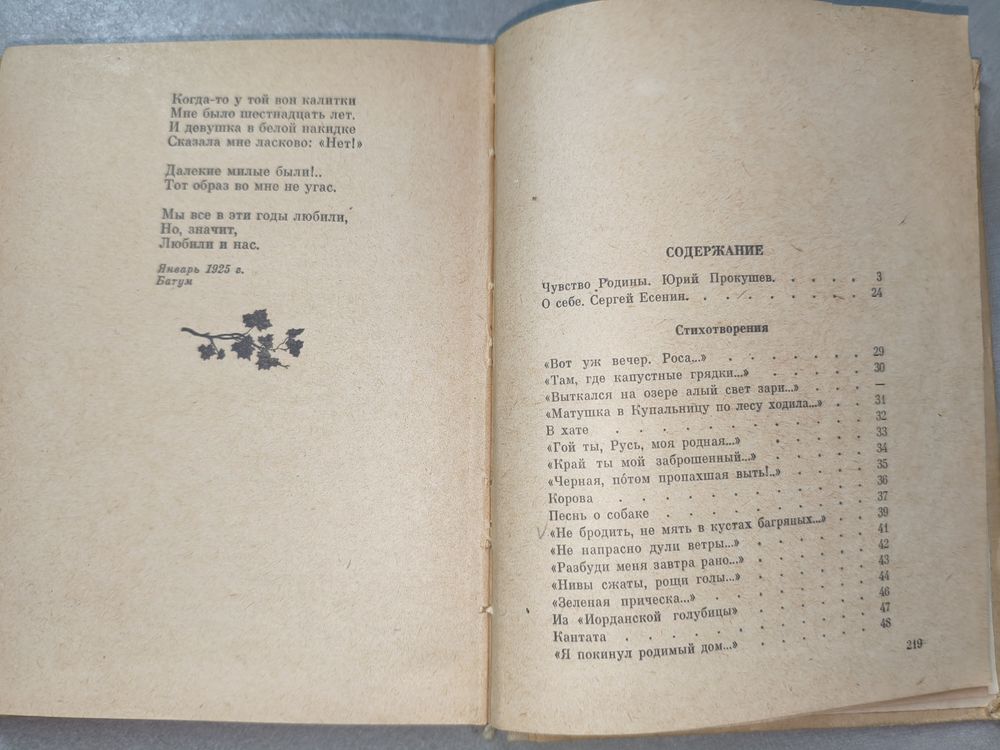 Когда-то у той вон калитки
Мне было шестнадцать лет.
И девушка в белой накидке
Сказала мне ласково: «Нет!»
Далекие милые были!..
Тот образ во мне не угас.
Мы все в эти годы любили,
Но, значит,
Любили и нас.
Январь 1925 г.
Батум
СОДЕРЖАНИЕ
Чувство Родины. Юрий Прокушев. . . . . 3
О себе. Сергей Есенин. . . . . . . . 24
Стихотворения
«Вот уж вечер. Роса...» . . . . . . . 29
«Там, где капустные грядки...» . . . . . 30
«Выткался на озере алый свет зари...» . . . —
«Матушка в Купальницу по лесу ходила...» . . 31
В хате . . . . . . . . . . . 32
«Гой ты, Русь, моя родная...» . . . . . 33
«Край ты мой заброшенный...» . . . . . 34
«Черная, по́том пропахшая выть!..» . . . . 35
Корова . . . . . . . . . . . 36
Песнь о собаке . . . . . . . . . 37
«Не бродить, не мять в кустах багряных...» . . 39
«Не напрасно дули ветры...» . . . . . . 41
«Разбуди меня завтра рано...» . . . . . 42
«Нивы сжаты, рощи голы...» . . . . . . 43
«Зеленая прическа...» . . . . . . . . 44
Из «Иорданской голубицы» . . . . . . 46
Кантата . . . . . . . . . . . 47
«Я покинул родимый дом...» . . . . . . 48
219